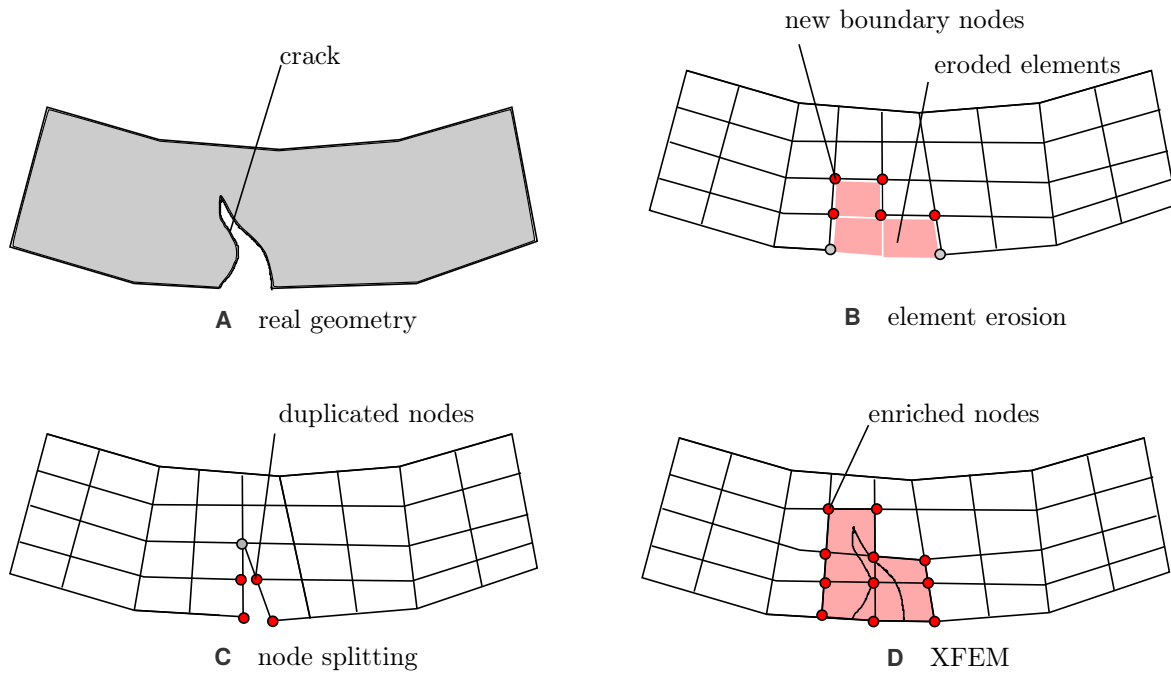 crack
A real geometry
new boundary nodes
eroded elements
B element erosion
duplicated nodes
C node splitting
enriched nodes
D XFEM